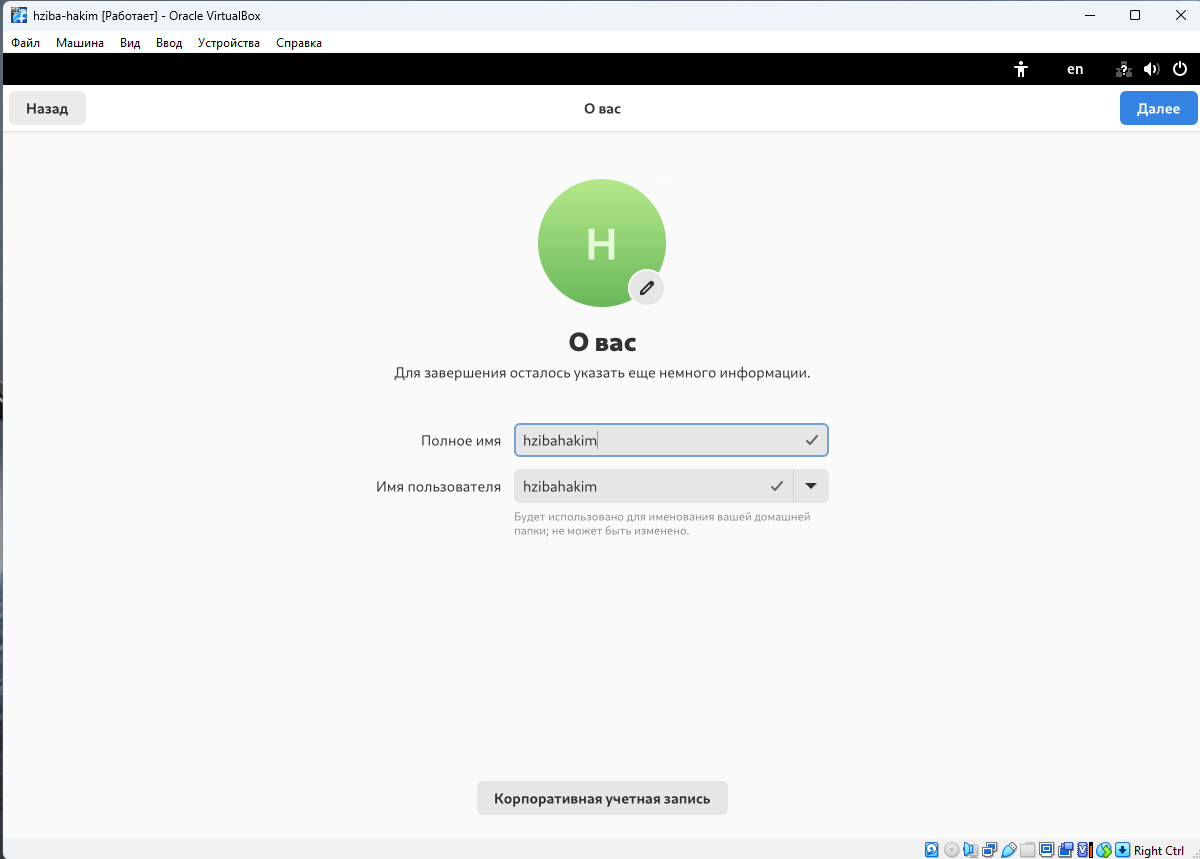 hziba-hakim [Работает] - Oracle VirtualBox
Файл Машина Вид Ввод Устройства Справка
en
Назад О вас Далее
H
О вас
Для завершения осталось указать еще немного информации.
Полное имя hzibahakim
Имя пользователя hzibahakim
Будет использовано для именования вашей домашней
папки; не может быть изменено.
Корпоративная учетная запись
Right Ctrl